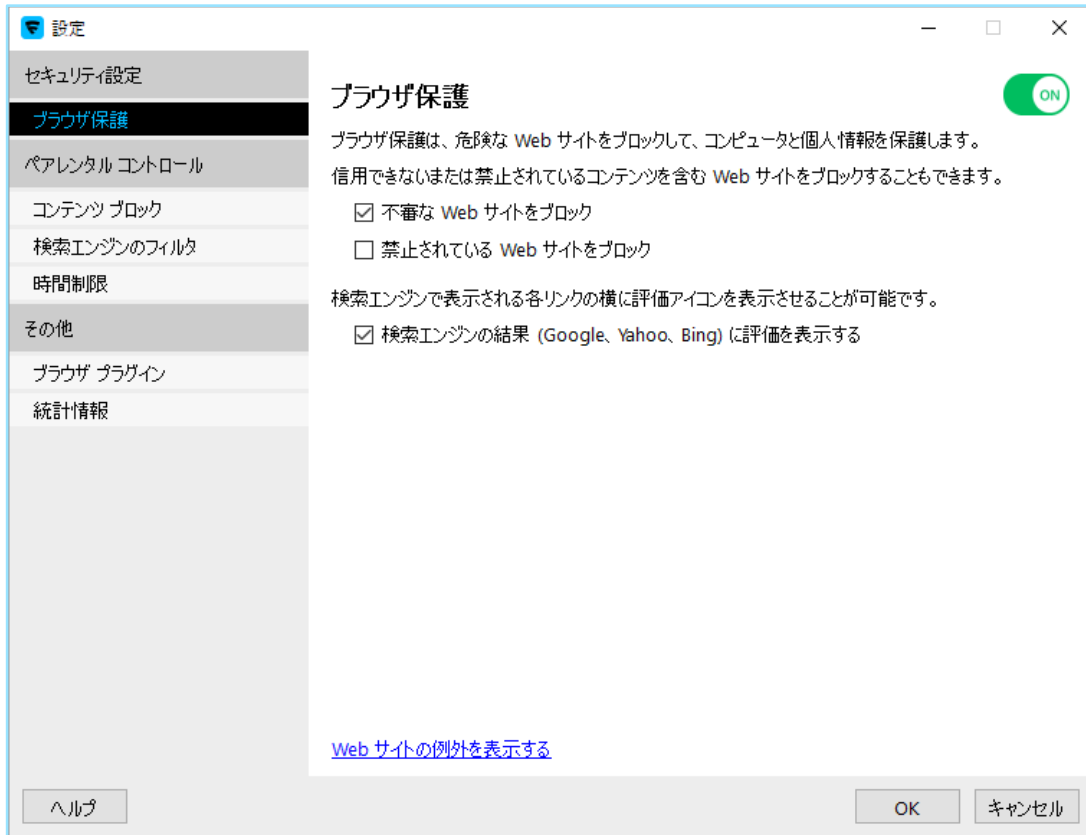 設定
セキュリティ設定
ブラウザ保護
ペアレンタル コントロール
コンテンツ ブロック
検索エンジンのフィルタ
時間制限
その他
ブラウザ プラグイン
統計情報
ブラウザ保護
ON
ブラウザ保護は、危険な Web サイトをブロックして、コンピュータと個人情報を保護します。
信用できないまたは禁止されているコンテンツを含む Web サイトをブロックすることもできます。
不審な Web サイトをブロック
禁止されている Web サイトをブロック
検索エンジンで表示される各リンクの横に評価アイコンを表示させることが可能です。
検索エンジンの結果 (Google、Yahoo、Bing) に評価を表示する
Web サイトの例外を表示する
ヘルプ
OK
キャンセル